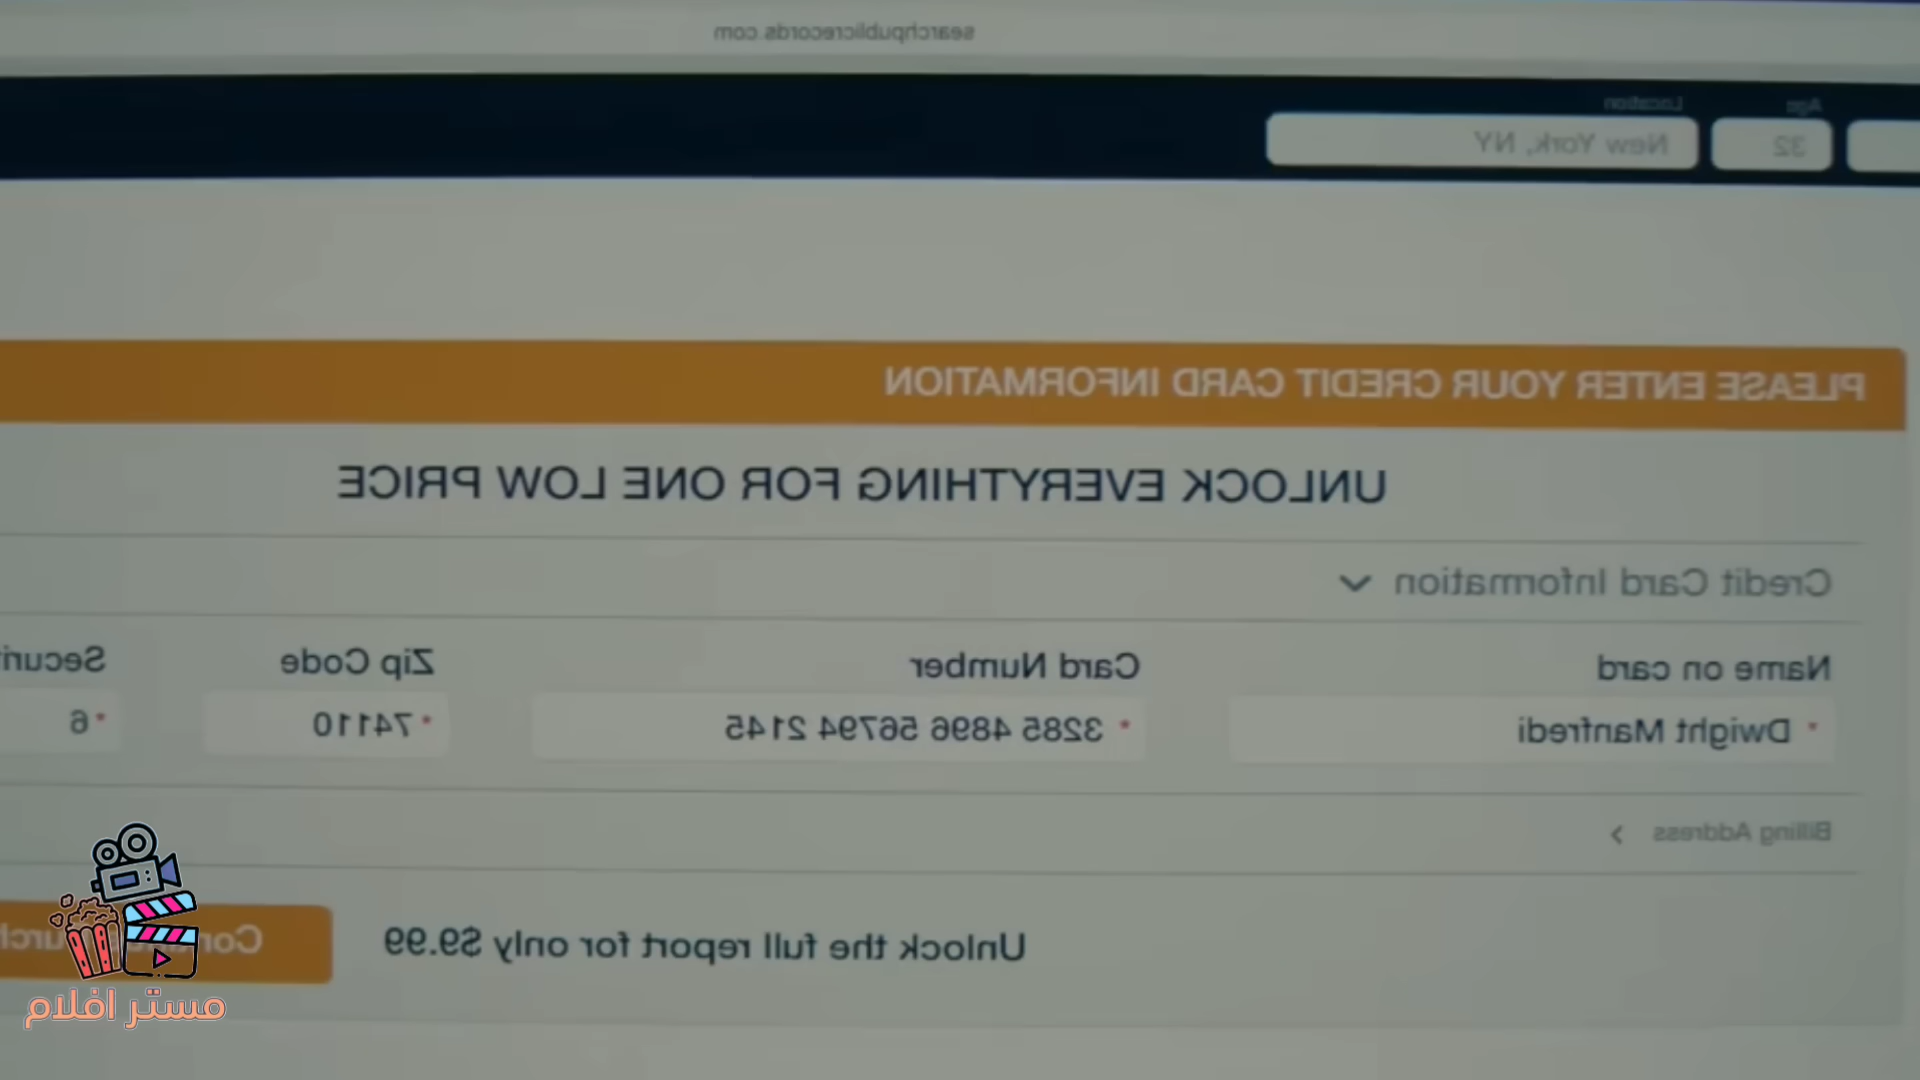 searchpublicrecords.com
Age
Location
32
New York, NY
PLEASE ENTER YOUR CREDIT CARD INFORMATION
UNLOCK EVERYTHING FOR ONE LOW PRICE
Credit Card Information
Name on card
Card Number
Zip Code
Securi
* Dwight Manfredi
* 3285 4896 56794 2145
* 74110
* 6
Billing Address
Unlock the full report for only $9.99
مستر افلام